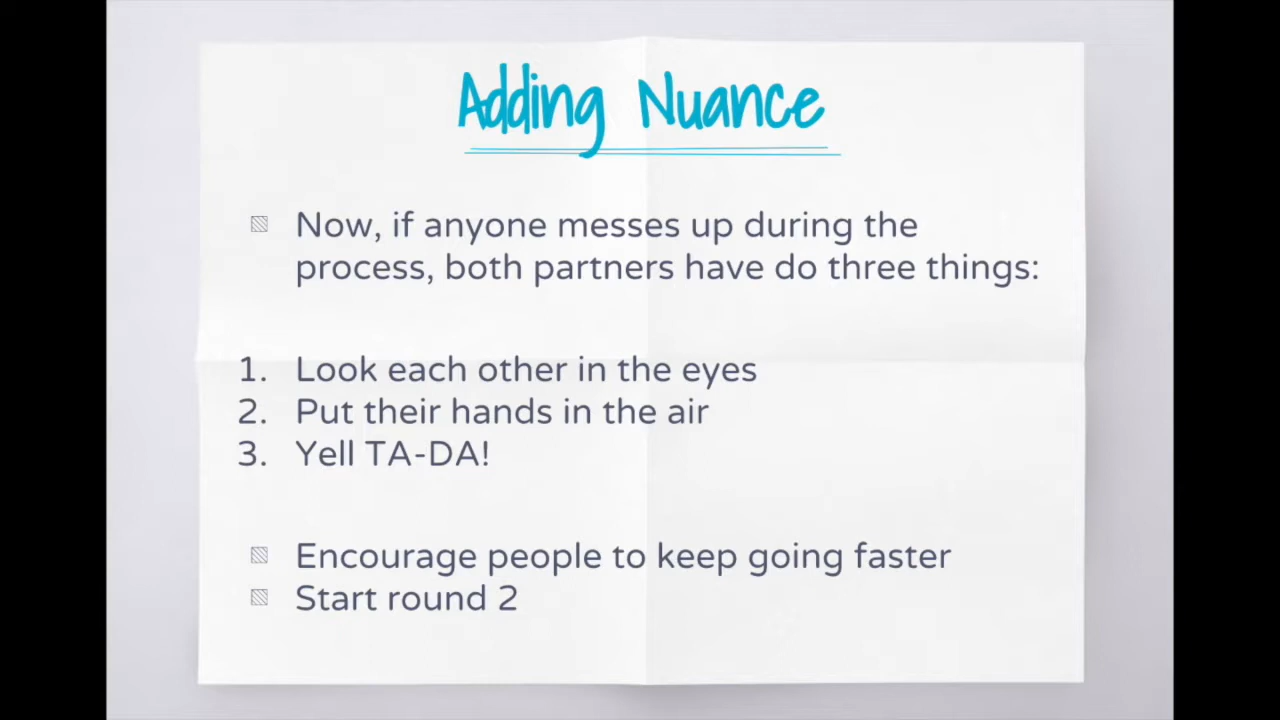 Adding Nuance
Now, if anyone messes up during the
process, both partners have do three things:
1. Look each other in the eyes
2. Put their hands in the air
3. Yell TA-DA!
Encourage people to keep going faster
Start round 2